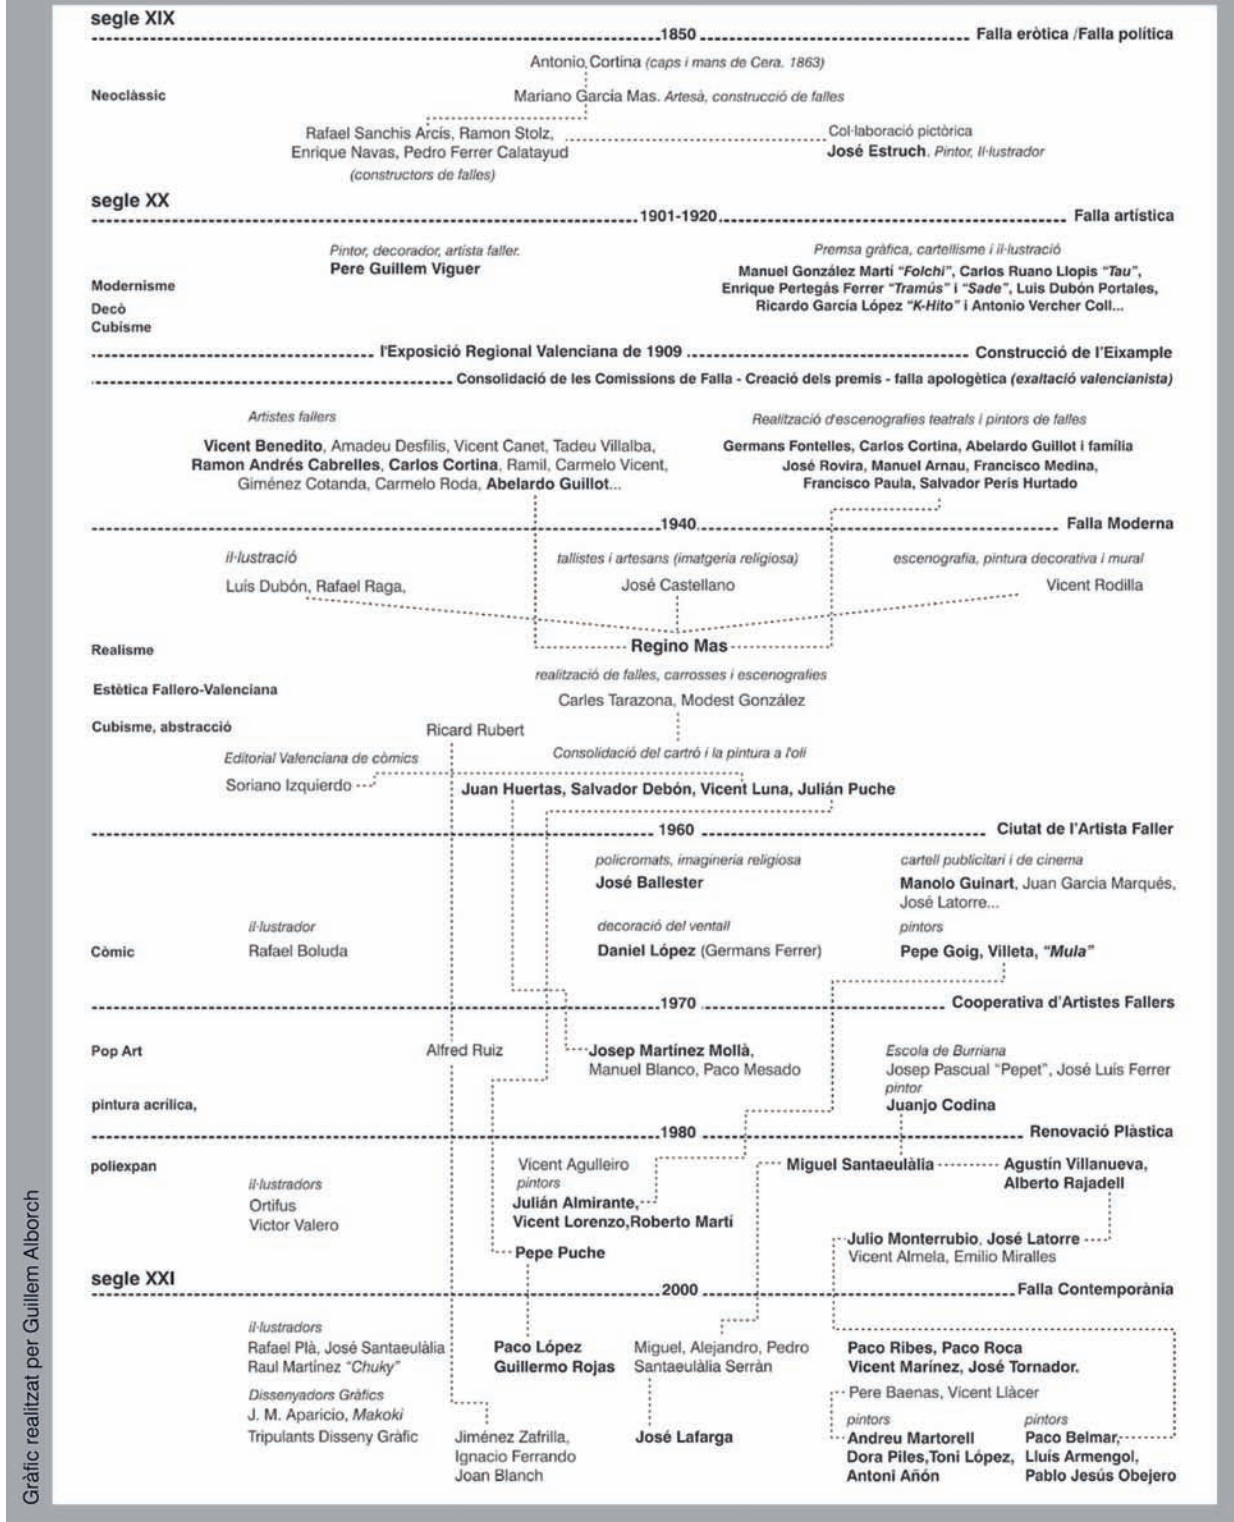 segle XIX
1850 Falla eròtica /Falla política
Antonio Cortina (caps i mans de Cera. 1863)
Neoclàssic
Mariano García Mas. Artesà, construcció de falles
Rafael Sanchis Arcís, Ramon Stolz,
Enrique Navas, Pedro Ferrer Calatayud
(constructors de falles)
Col·laboració pictòrica
José Estruch. Pintor, Il·lustrador
segle XX
1901-1920 Falla artística
Pintor, decorador, artista faller.
Pere Guillem Viguer
Premsa gràfica, cartellisme i il·lustració
Manuel González Martí “Folchi”, Carlos Ruano Llopis “Tau”,
Enrique Pertegás Ferrer “Tramús” i “Sade”, Luis Dubón Portales,
Ricardo García López “K-Hito” i Antonio Vercher Coll...
Modernisme
Decò
Cubisme
l'Exposició Regional Valenciana de 1909 Construcció de l'Eixample
Consolidació de les Comissions de Falla - Creació dels premis - falla apologètica (exaltació valencianista)
Artistes fallers
Vicent Benedito, Amadeu Desfilis, Vicent Canet, Tadeu Villalba,
Ramon Andrés Cabrelles, Carlos Cortina, Ramil, Carmelo Vicent,
Giménez Cotanda, Carmelo Roda, Abelardo Guillot...
Realització d'escenografies teatrals i pintors de falles
Germans Fontelles, Carlos Cortina, Abelardo Guillot i família
José Rovira, Manuel Arnau, Francisco Medina,
Francisco Paula, Salvador Peris Hurtado
1940 Falla Moderna
il·lustració
Luís Dubón, Rafael Raga,
tallistes i artesans (imatgeria religiosa)
José Castellano
escenografia, pintura decorativa i mural
Vicent Rodilla
Realisme
Regino Mas
realització de falles, carrosses i escenografies
Estètica Fallero-Valenciana
Carles Tarazona, Modest González
Cubisme, abstracció
Ricard Rubert
Consolidació del cartró i la pintura a l'oli
Editorial Valenciana de còmics
Soriano Izquierdo
Juan Huertas, Salvador Debón, Vicent Luna, Julián Puche
1960 Ciutat de l'Artista Faller
policromats, imagineria religiosa
José Ballester
cartell publicitari i de cinema
Manolo Guinart, Juan Garcia Marqués,
José Latorre...
il·lustrador
Rafael Boluda
decoració del ventall
Daniel López (Germans Ferrer)
pintors
Pepe Goig, Villeta, “Mula”
Còmic
1970 Cooperativa d'Artistes Fallers
Pop Art
Alfred Ruiz
Josep Martínez Mollà,
Manuel Blanco, Paco Mesado
Escola de Burriana
Josep Pascual “Pepet”, José Luís Ferrer
pintor
Juanjo Codina
pintura acrílica,
1980 Renovació Plàstica
poliexpan
il·lustradors
Ortifus
Victor Valero
Vicent Agulleiro
pintors
Julián Almirante,
Vicent Lorenzo,Roberto Martí
Miguel Santaeulàlia
Agustín Villanueva,
Alberto Rajadell
Pepe Puche
Julio Monterrubio, José Latorre
Vicent Almela, Emilio Miralles
segle XXI
2000 Falla Contemporània
il·lustradors
Rafael Plà, José Santaeulàlia
Raul Martínez “Chuky”
Dissenyadors Gràfics
J. M. Aparicio, Makoki
Tripulants Disseny Gràfic
Paco López
Guillermo Rojas
Miguel, Alejandro, Pedro
Santaeulàlia Serràn
Paco Ribes, Paco Roca
Vicent Marínez, José Tornador.
Pere Baenas, Vicent Llàcer
Jiménez Zafrilla,
Ignacio Ferrando
Joan Blanch
José Lafarga
pintors
Andreu Martorell
Dora Piles,Toni López,
Antoni Añón
pintors
Paco Belmar,
Lluís Armengol,
Pablo Jesús Obejero
Gràfic realitzat per Guillem Alborch